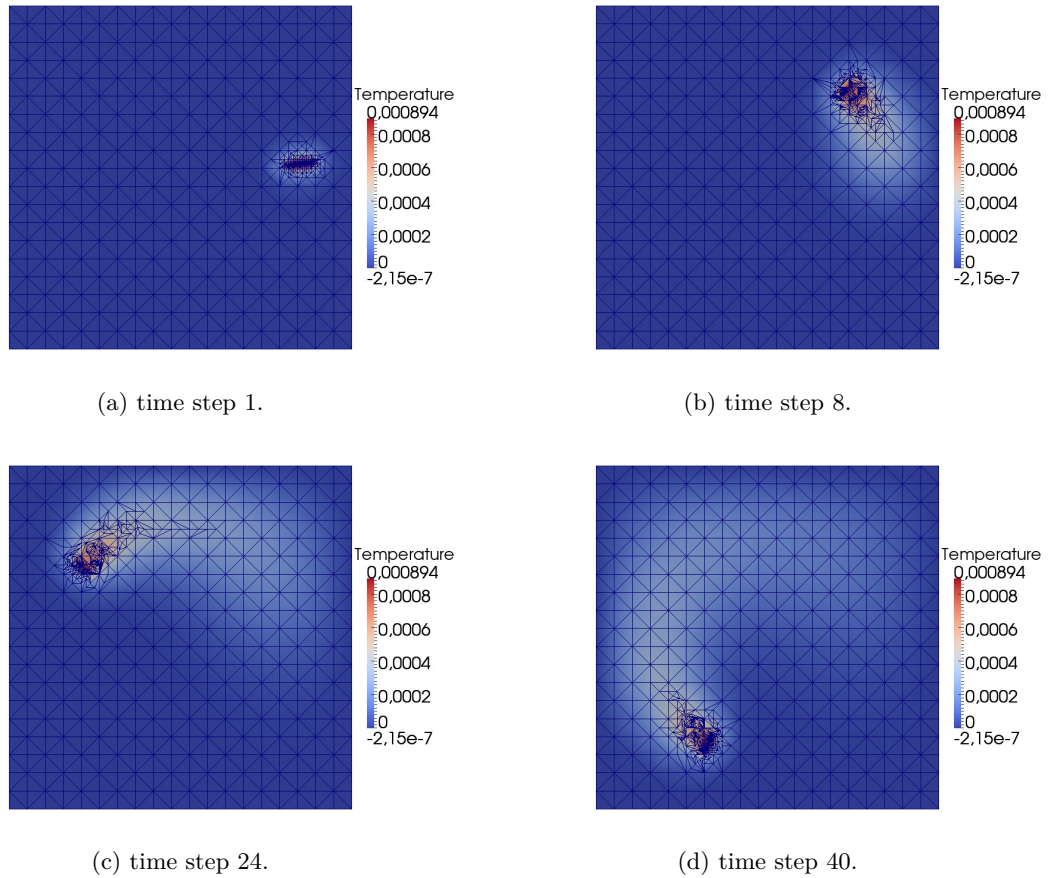 Temperature
0,000894
0,0008
0,0006
0,0004
0,0002
0
-2,15e-7
(a) time step 1.
Temperature
0,000894
0,0008
0,0006
0,0004
0,0002
0
-2,15e-7
(b) time step 8.
Temperature
0,000894
0,0008
0,0006
0,0004
0,0002
0
-2,15e-7
(c) time step 24.
Temperature
0,000894
0,0008
0,0006
0,0004
0,0002
0
-2,15e-7
(d) time step 40.